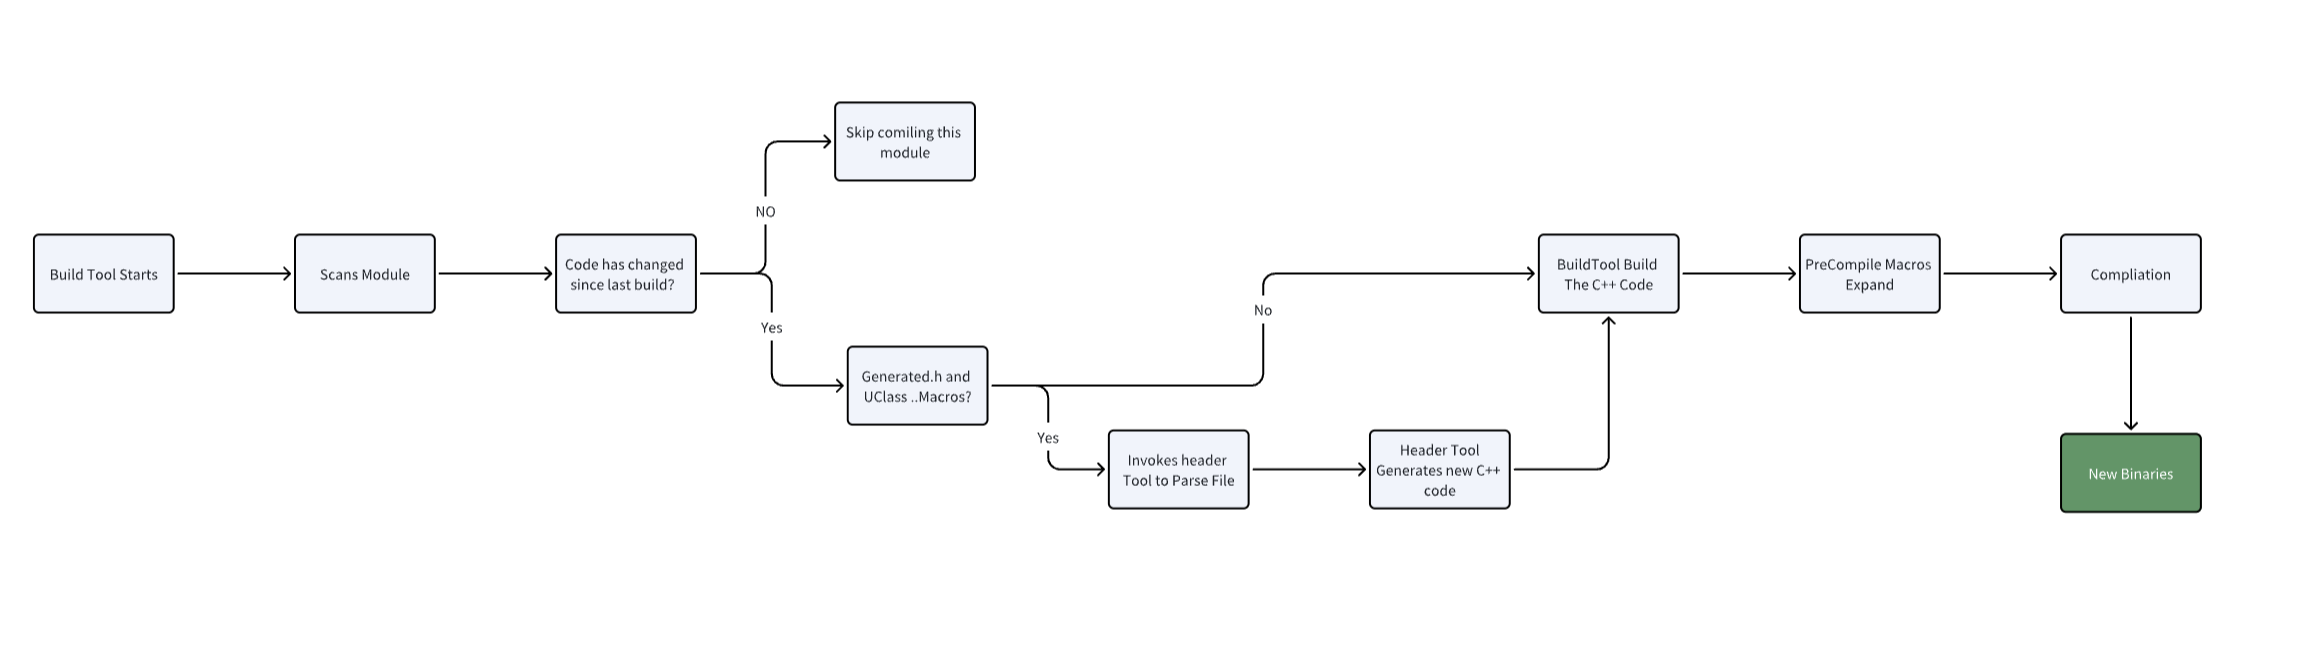 Build Tool Starts
Scans Module
Code has changed
since last build?
NO
Skip comiling this
module
Yes
Generated.h and
UClass ..Macros?
No
Yes
Invokes header
Tool to Parse File
Header Tool
Generates new C++
code
BuildTool Build
The C++ Code
PreCompile Macros
Expand
Compliation
New Binaries